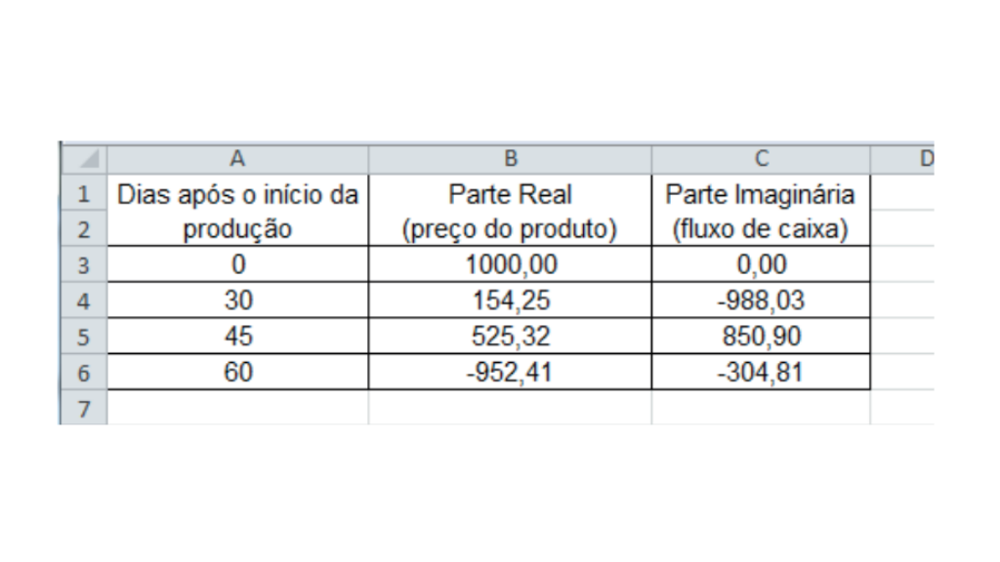 A B C D
1 Dias após o início da Parte Real Parte Imaginária
2 produção (preço do produto) (fluxo de caixa)
3 0 1000,00 0,00
4 30 154,25 -988,03
5 45 525,32 850,90
6 60 -952,41 -304,81
7